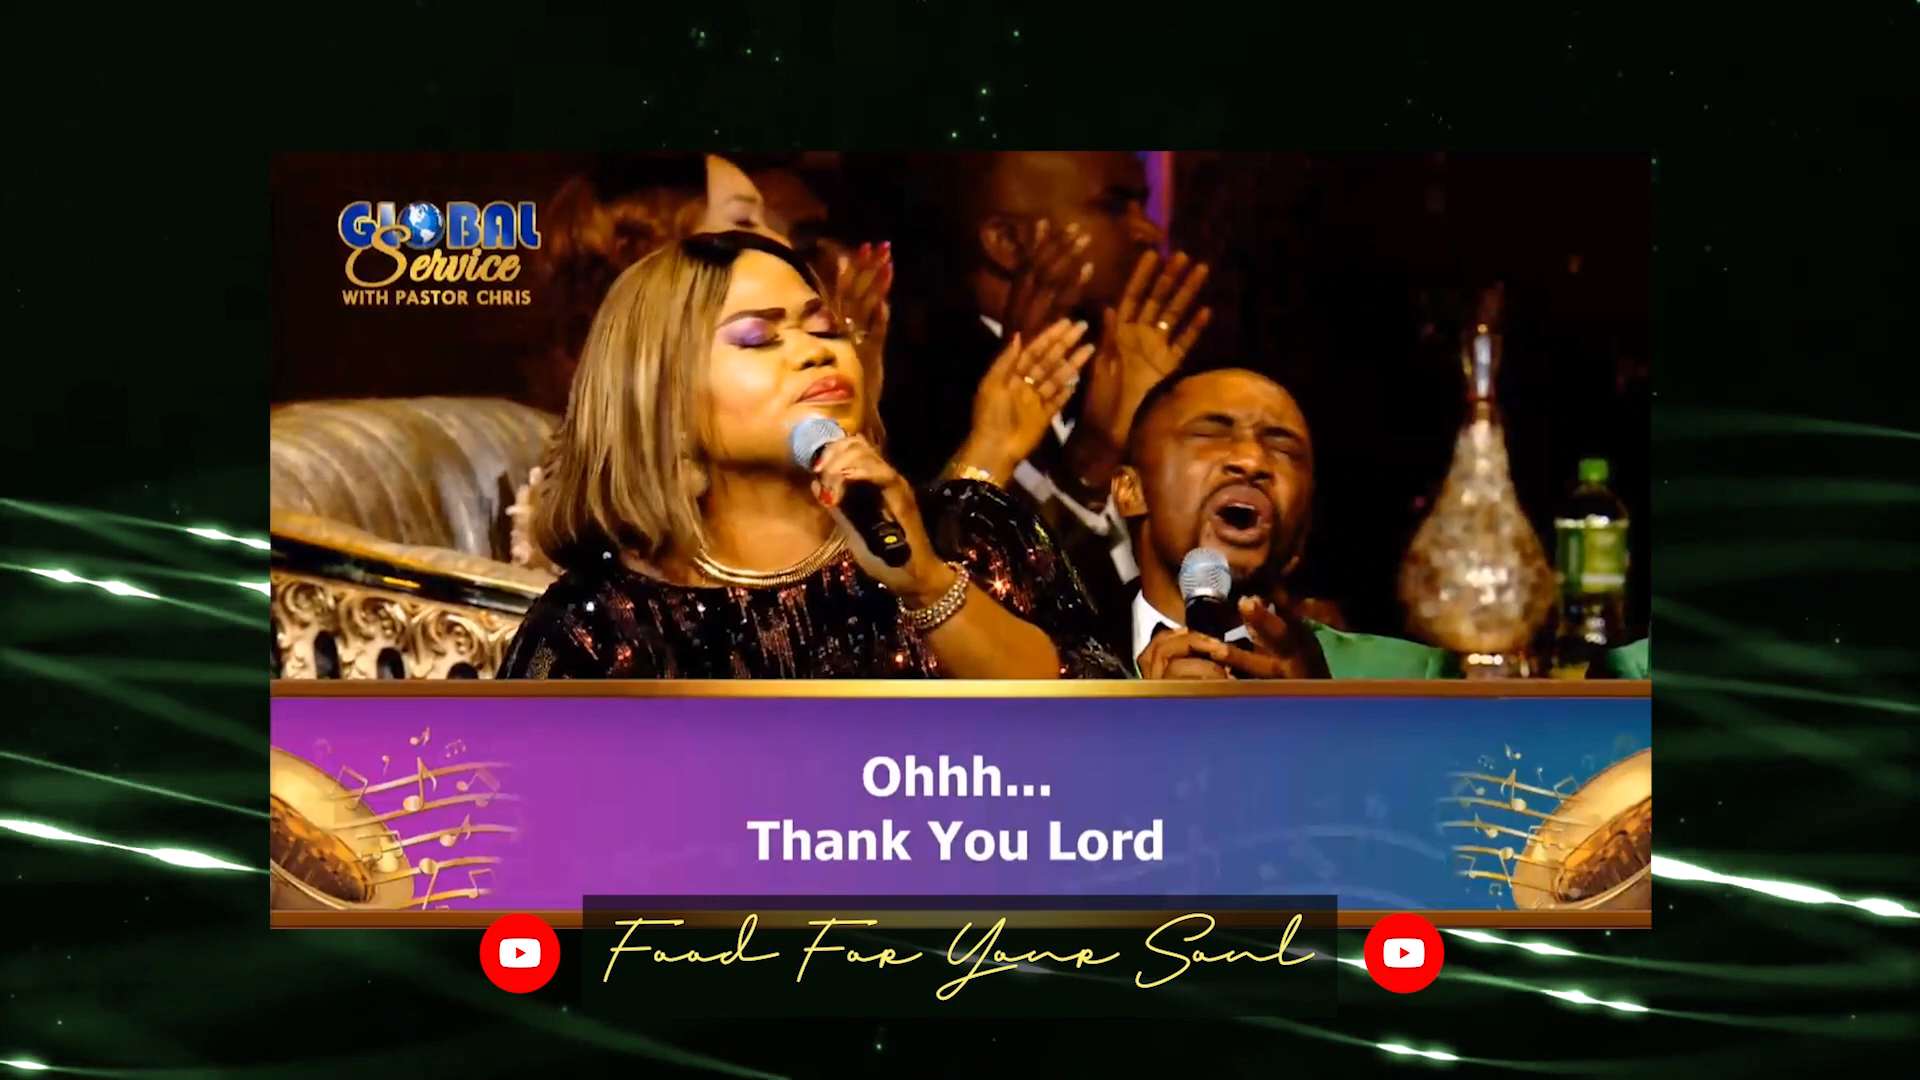 GLOBAL
Service
WITH PASTOR CHRIS
Ohhh...
Thank You Lord
Food For Your Soul